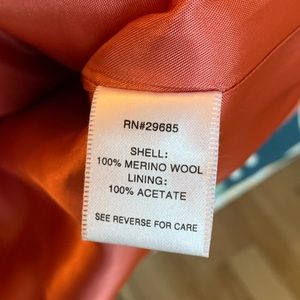 RN#29685
SHELL:
100% MERINO WOOL
LINING:
100% ACETATE
SEE REVERSE FOR CARE